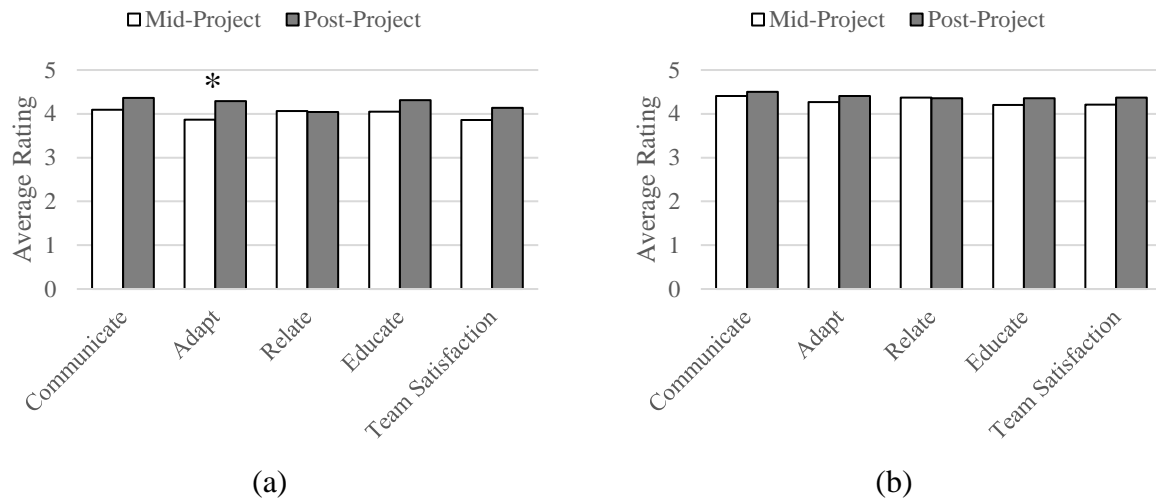 Mid-Project Post-Project
*
5
4
3
2
1
0
Average Rating
Communicate
Adapt
Relate
Educate
Team Satisfaction
(a)
Mid-Project Post-Project
5
4
3
2
1
0
Average Rating
Communicate
Adapt
Relate
Educate
Team Satisfaction
(b)